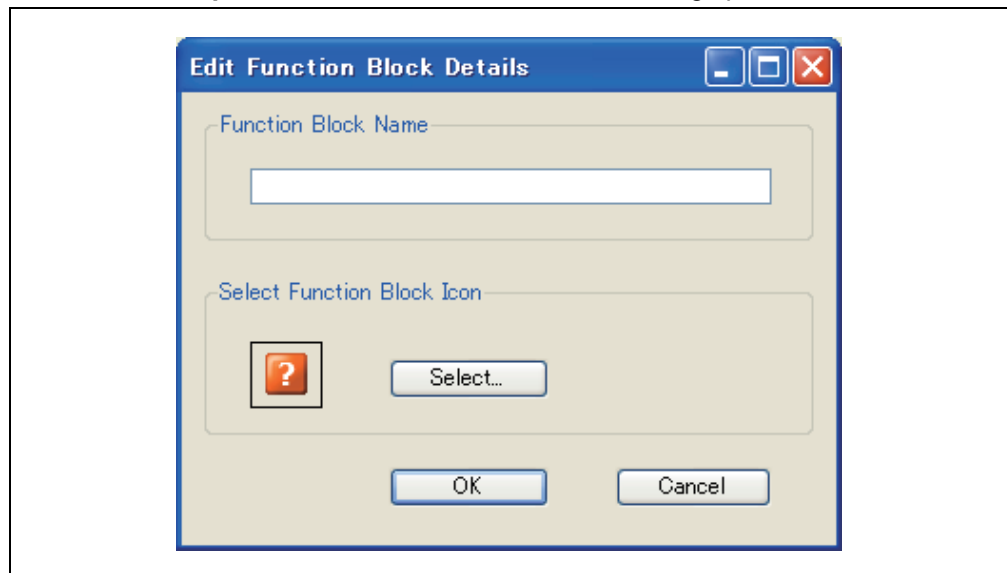 Edit Function Block Details
Function Block Name
Select Function Block Icon
?
Select...
OK
Cancel